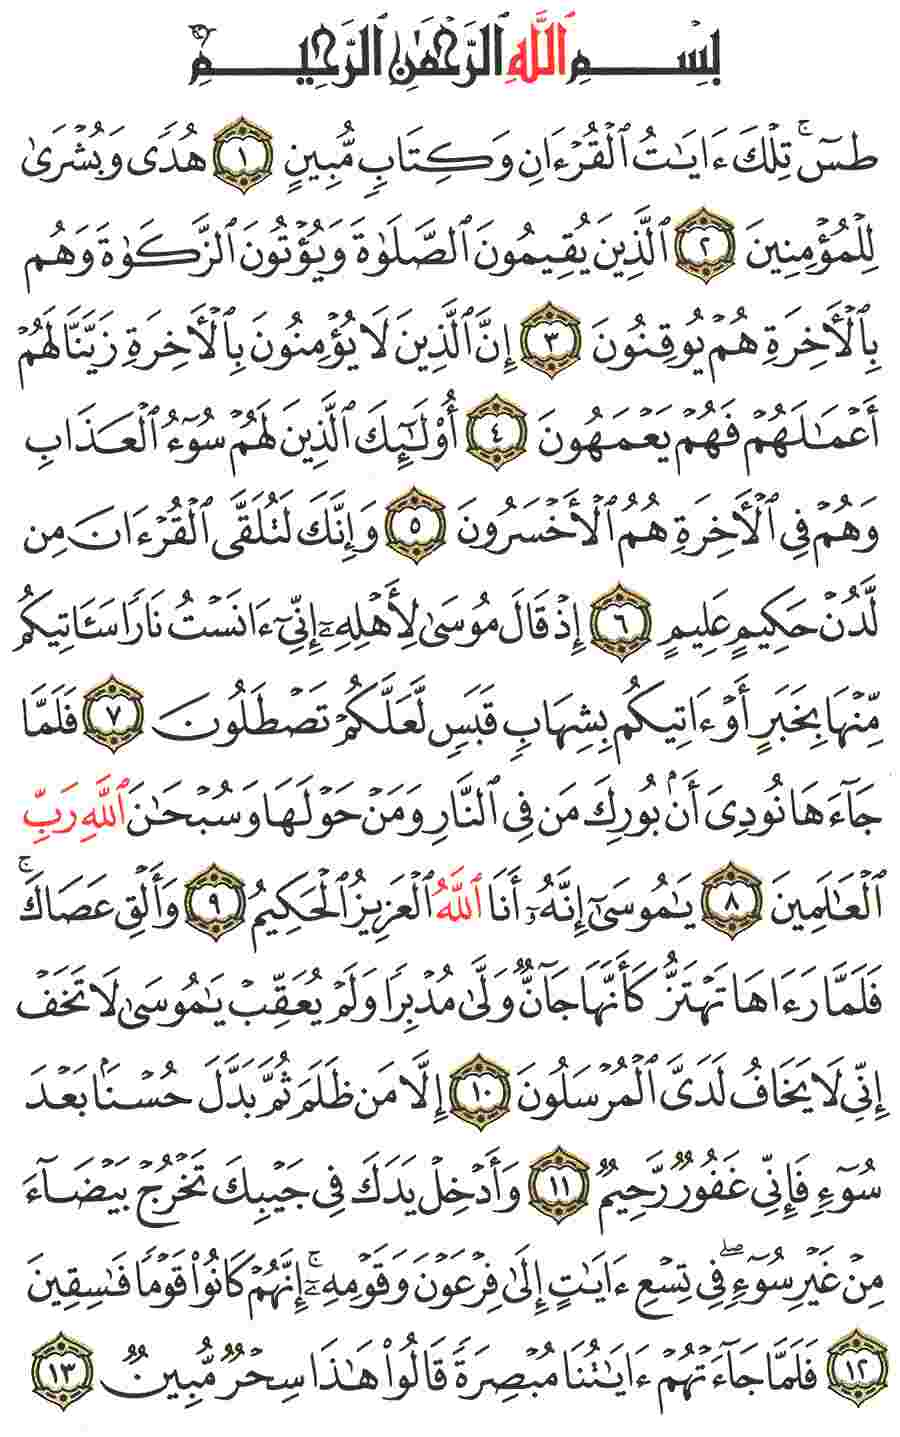 بِسْمِ ٱللَّهِ ٱلرَّحْمَٰنِ ٱلرَّحِيمِ
طسٓ ۚ تِلْكَ ءَايَٰتُ ٱلْقُرْءَانِ وَكِتَابٍ مُّبِينٍ ١ هُدًى وَبُشْرَىٰ
لِلْمُؤْمِنِينَ ٢ ٱلَّذِينَ يُقِيمُونَ ٱلصَّلَوٰةَ وَيُؤْتُونَ ٱلزَّكَوٰةَ وَهُم
بِٱلْأَخِرَةِ هُمْ يُوقِنُونَ ٣ إِنَّ ٱلَّذِينَ لَا يُؤْمِنُونَ بِٱلْأَخِرَةِ زَيَّنَّا لَهُمْ
أَعْمَٰلَهُمْ فَهُمْ يَعْمَهُونَ ٤ أُوْلَٰٓئِكَ ٱلَّذِينَ لَهُمْ سُوٓءُ ٱلْعَذَابِ
وَهُمْ فِى ٱلْأَخِرَةِ هُمُ ٱلْأَخْسَرُونَ ٥ وَإِنَّكَ لَتُلَقَّى ٱلْقُرْءَانَ مِن
لَّدُنْ حَكِيمٍ عَلِيمٍ ٦ إِذْ قَالَ مُوسَىٰ لِأَهْلِهِۦٓ إِنِّىٓ ءَانَسْتُ نَارًا سَـَٔاتِيكُم
مِّنْهَا بِخَبَرٍ أَوْ ءَاتِيكُم بِشِهَابٍ قَبَسٍ لَّعَلَّكُمْ تَصْطَلُونَ ٧ فَلَمَّا
جَآءَهَا نُودِىَ أَنۢ بُورِكَ مَن فِى ٱلنَّارِ وَمَنْ حَوْلَهَا وَسُبْحَٰنَ ٱللَّهِ رَبِّ
ٱلْعَٰلَمِينَ ٨ يَٰمُوسَىٰٓ إِنَّهُۥٓ أَنَا ٱللَّهُ ٱلْعَزِيزُ ٱلْحَكِيمُ ٩ وَأَلْقِ عَصَاكَ ۚ
فَلَمَّا رَءَاهَا تَهْتَزُّ كَأَنَّهَا جَآنٌّ وَلَّىٰ مُدْبِرًا وَلَمْ يُعَقِّبْ يَٰمُوسَىٰ لَا تَخَفْ
إِنِّى لَا يَخَافُ لَدَىَّ ٱلْمُرْسَلُونَ ١٠ إِلَّا مَن ظَلَمَ ثُمَّ بَدَّلَ حُسْنًۢا بَعْدَ
سُوٓءٍ فَإِنِّى غَفُورٌ رَّحِيمٌ ١١ وَأَدْخِلْ يَدَكَ فِى جَيْبِكَ تَخْرُجْ بَيْضَآءَ
مِنْ غَيْرِ سُوٓءٍ ۖ فِى تِسْعِ ءَايَٰتٍ إِلَىٰ فِرْعَوْنَ وَقَوْمِهِۦٓ ۚ إِنَّهُمْ كَانُوا۟ قَوْمًا فَٰسِقِينَ
١٢ فَلَمَّا جَآءَتْهُمْ ءَايَٰتُنَا مُبْصِرَةً قَالُوا۟ هَٰذَا سِحْرٌ مُّبِينٌ ١٣